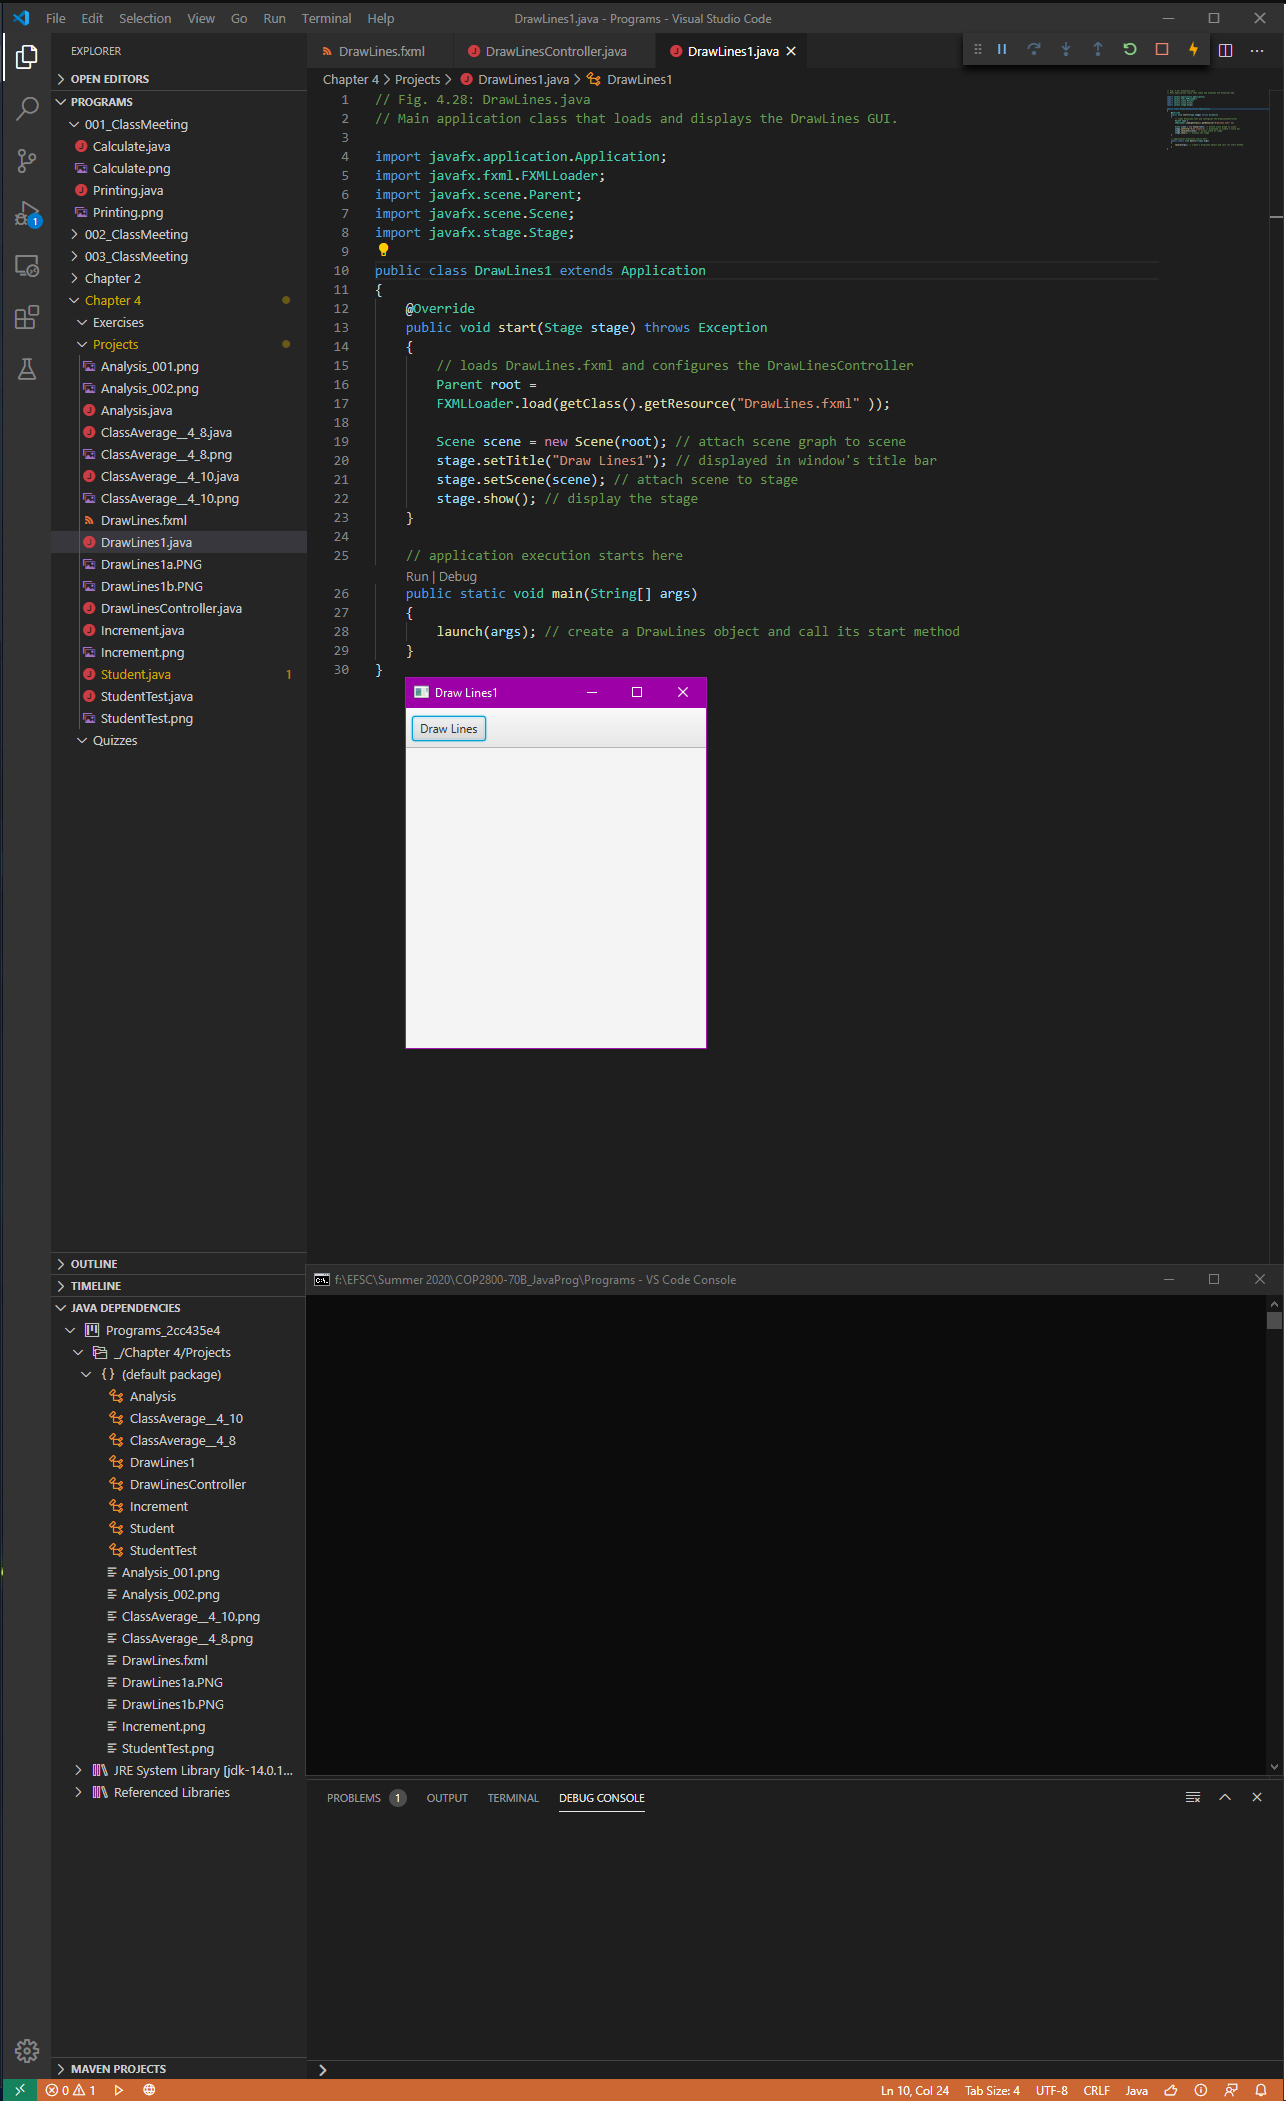 File Edit Selection View Go Run Terminal Help DrawLines1.java - Programs - Visual Studio Code
EXPLORER
OPEN EDITORS
PROGRAMS
001_ClassMeeting
Calculate.java
Calculate.png
Printing.java
Printing.png
002_ClassMeeting
003_ClassMeeting
Chapter 2
Chapter 4
Exercises
Projects
Analysis_001.png
Analysis_002.png
Analysis.java
ClassAverage__4_8.java
ClassAverage__4_8.png
ClassAverage__4_10.java
ClassAverage__4_10.png
DrawLines.fxml
DrawLines1.java
DrawLines1a.PNG
DrawLines1b.PNG
DrawLinesController.java
Increment.java
Increment.png
Student.java 1
StudentTest.java
StudentTest.png
Quizzes
OUTLINE
TIMELINE
JAVA DEPENDENCIES
Programs_2cc435e4
_/Chapter 4/Projects
{} (default package)
Analysis
ClassAverage__4_10
ClassAverage__4_8
DrawLines1
DrawLinesController
Increment
Student
StudentTest
Analysis_001.png
Analysis_002.png
ClassAverage__4_10.png
ClassAverage__4_8.png
DrawLines.fxml
DrawLines1a.PNG
DrawLines1b.PNG
Increment.png
StudentTest.png
JRE System Library [jdk-14.0.1...
Referenced Libraries
MAVEN PROJECTS
1
DrawLines.fxml DrawLinesController.java DrawLines1.java
Chapter 4 > Projects > DrawLines1.java > DrawLines1
1 // Fig. 4.28: DrawLines.java
2 // Main application class that loads and displays the DrawLines GUI.
3
4 import javafx.application.Application;
5 import javafx.fxml.FXMLLoader;
6 import javafx.scene.Parent;
7 import javafx.scene.Scene;
8 import javafx.stage.Stage;
9
10 public class DrawLines1 extends Application
11 {
12 @Override
13 public void start(Stage stage) throws Exception
14 {
15 // loads DrawLines.fxml and configures the DrawLinesController
16 Parent root =
17 FXMLLoader.load(getClass().getResource("DrawLines.fxml" ));
18
19 Scene scene = new Scene(root); // attach scene graph to scene
20 stage.setTitle("Draw Lines1"); // displayed in window's title bar
21 stage.setScene(scene); // attach scene to stage
22 stage.show(); // display the stage
23 }
24
25 // application execution starts here
Run | Debug
26 public static void main(String[] args)
27 {
28 launch(args); // create a DrawLines object and call its start method
29 }
30 }
Draw Lines1
Draw Lines
f:\EFSC\Summer 2020\COP2800-70B_JavaProg\Programs - VS Code Console
PROBLEMS 1 OUTPUT TERMINAL DEBUG CONSOLE
0 1 Ln 10, Col 24 Tab Size: 4 UTF-8 CRLF Java